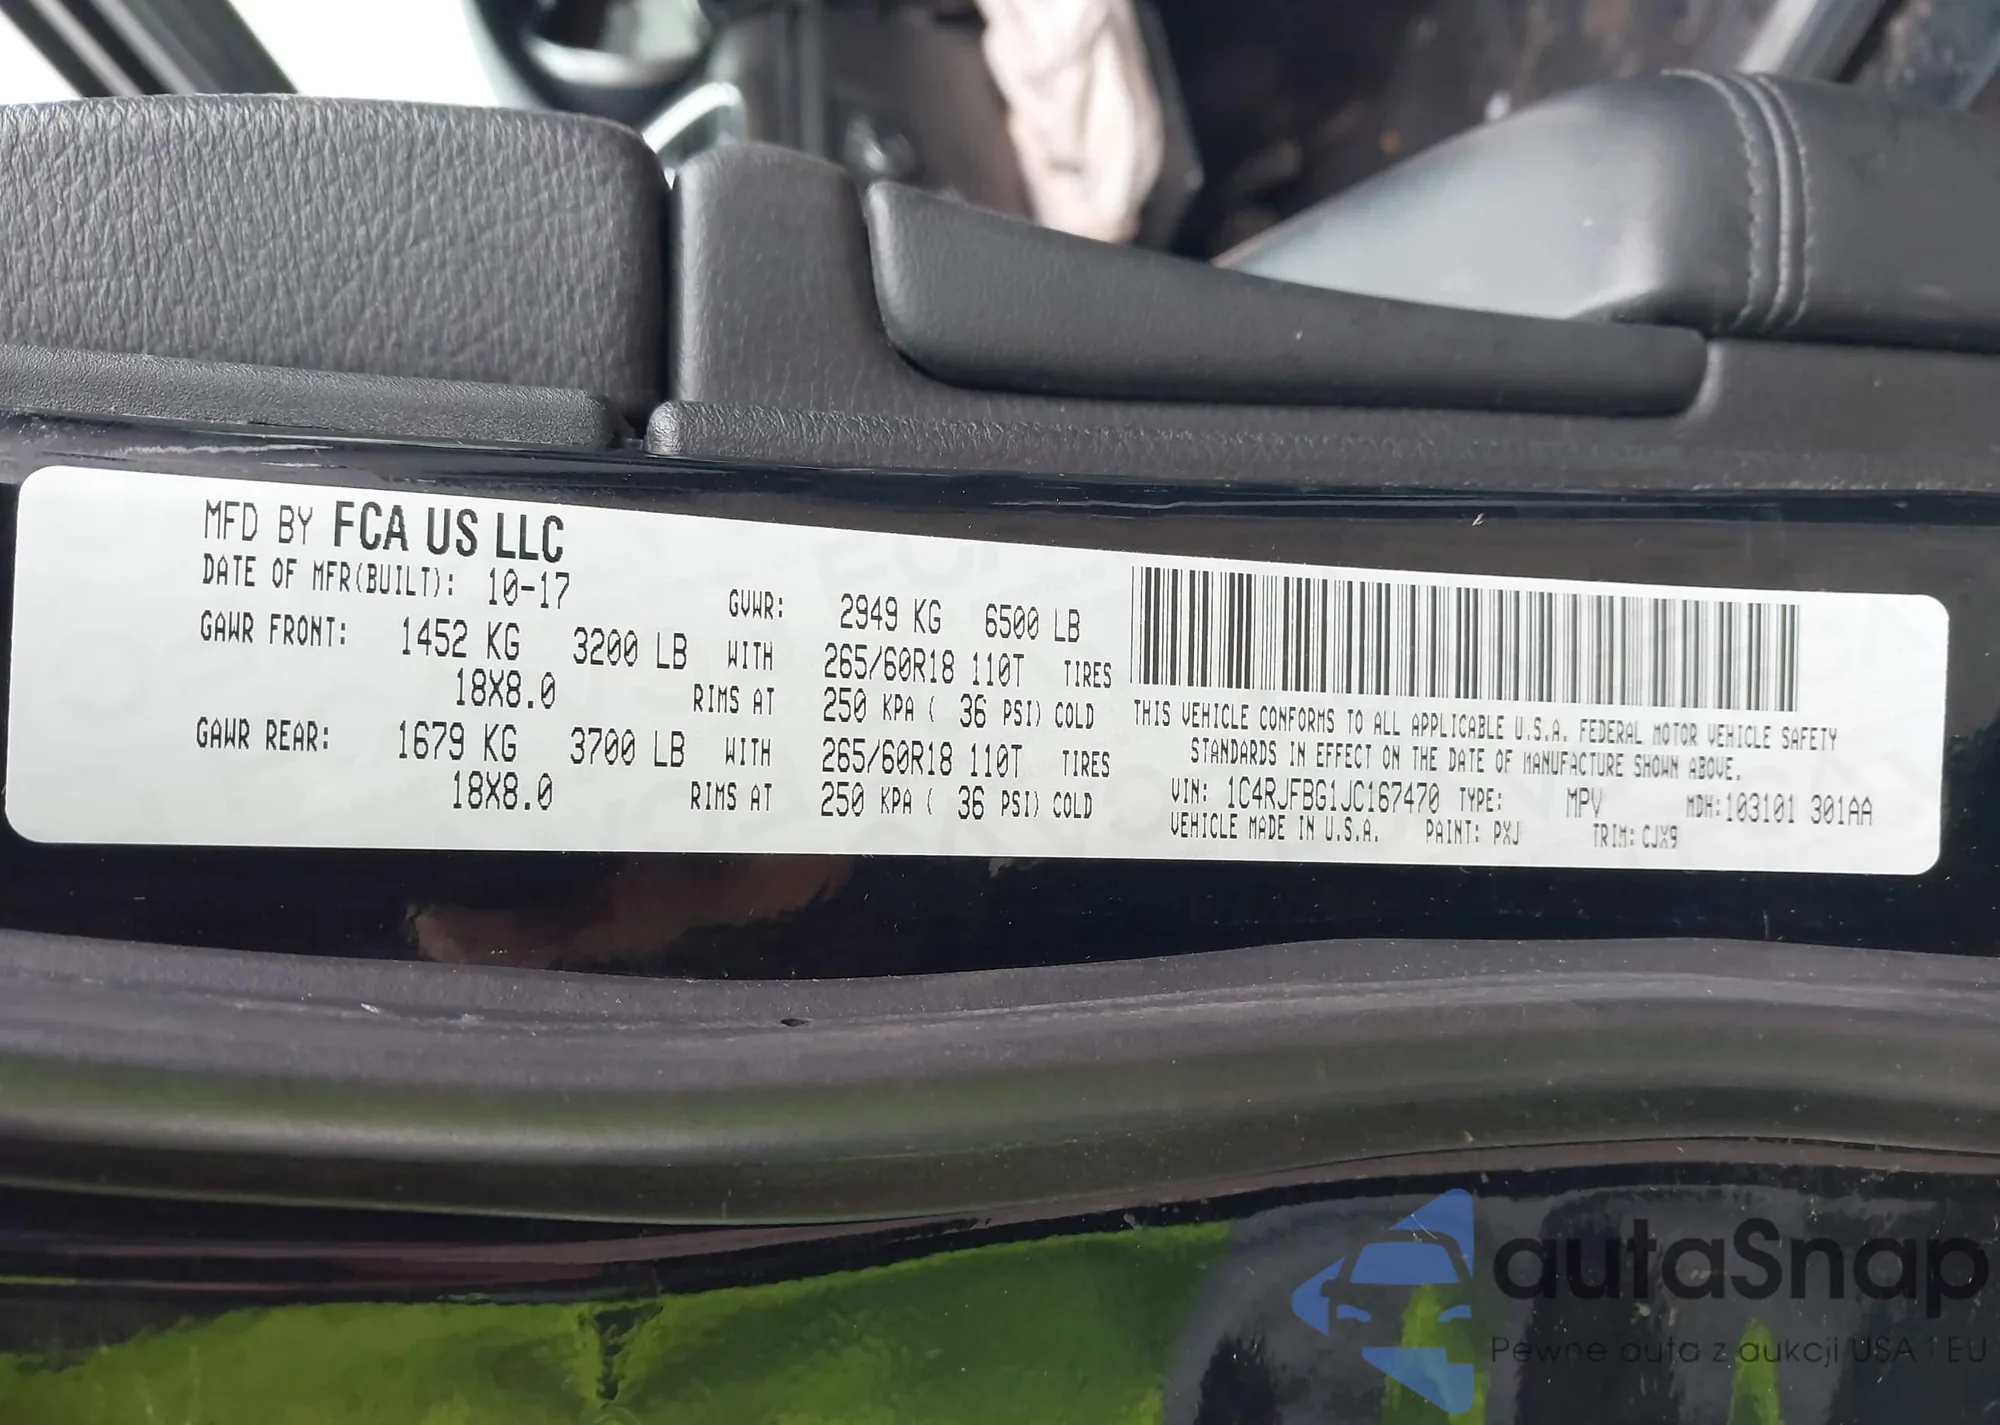 MFD BY FCA US LLC
DATE OF MFR(BUILT): 10-17
GVWR: 2949 KG 6500 LB
GAWR FRONT: 1452 KG 3200 LB WITH 265/60R18 110T TIRES
18X8.0 RIMS AT 250 KPA ( 36 PSI) COLD
GAWR REAR: 1679 KG 3700 LB WITH 265/60R18 110T TIRES
18X8.0 RIMS AT 250 KPA ( 36 PSI) COLD
THIS VEHICLE CONFORMS TO ALL APPLICABLE U.S.A. FEDERAL MOTOR VEHICLE SAFETY
STANDARDS IN EFFECT ON THE DATE OF MANUFACTURE SHOWN ABOVE.
VIN: 1C4RJFBG1JC167470 TYPE: MPV MDH:103101 301AA
VEHICLE MADE IN U.S.A. PAINT: PXJ TRIM: CJX9
autaSnap
Pewne auta z aukcji USA i EU